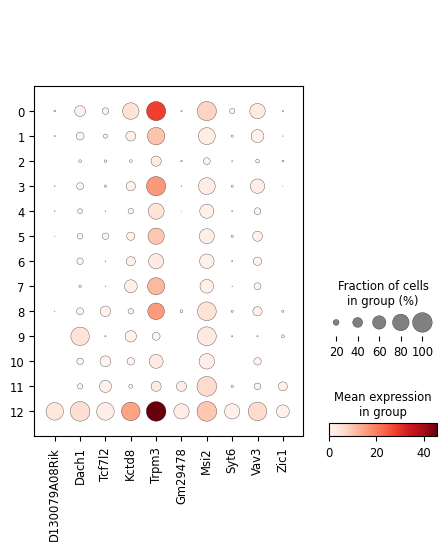 0
1
2
3
4
5
6
7
8
9
10
11
12
D130079A08Rik
Dach1
Tcf7l2
Kctd8
Trpm3
Gm29478
Msi2
Syt6
Vav3
Zic1
Fraction of cells
in group (%)
20 40 60 80 100
Mean expression
in group
0 20 40